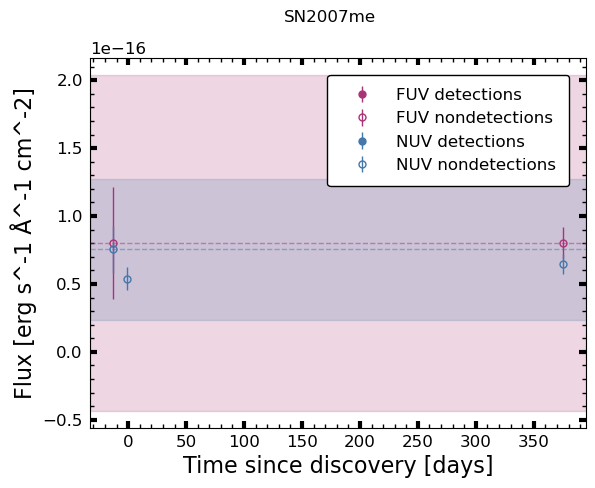 SN2007me
1e−16
2.0
1.5
1.0
0.5
0.0
−0.5
Flux [erg s^-1 Å^-1 cm^-2]
FUV detections
FUV nondetections
NUV detections
NUV nondetections
0 50 100 150 200 250 300 350
Time since discovery [days]